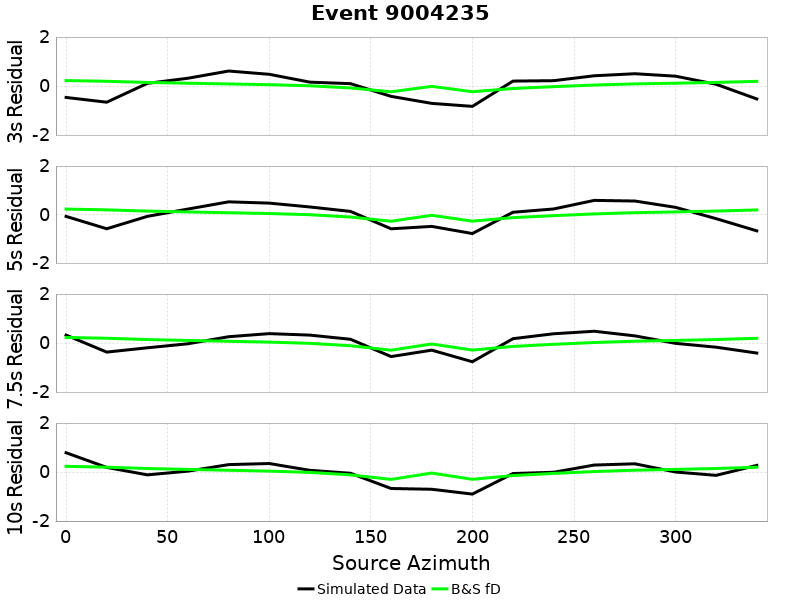 Event 9004235
3s Residual
2
0
-2
5s Residual
2
0
-2
7.5s Residual
2
0
-2
10s Residual
2
0
-2
0 50 100 150 200 250 300
Source Azimuth
Simulated Data B&S fD